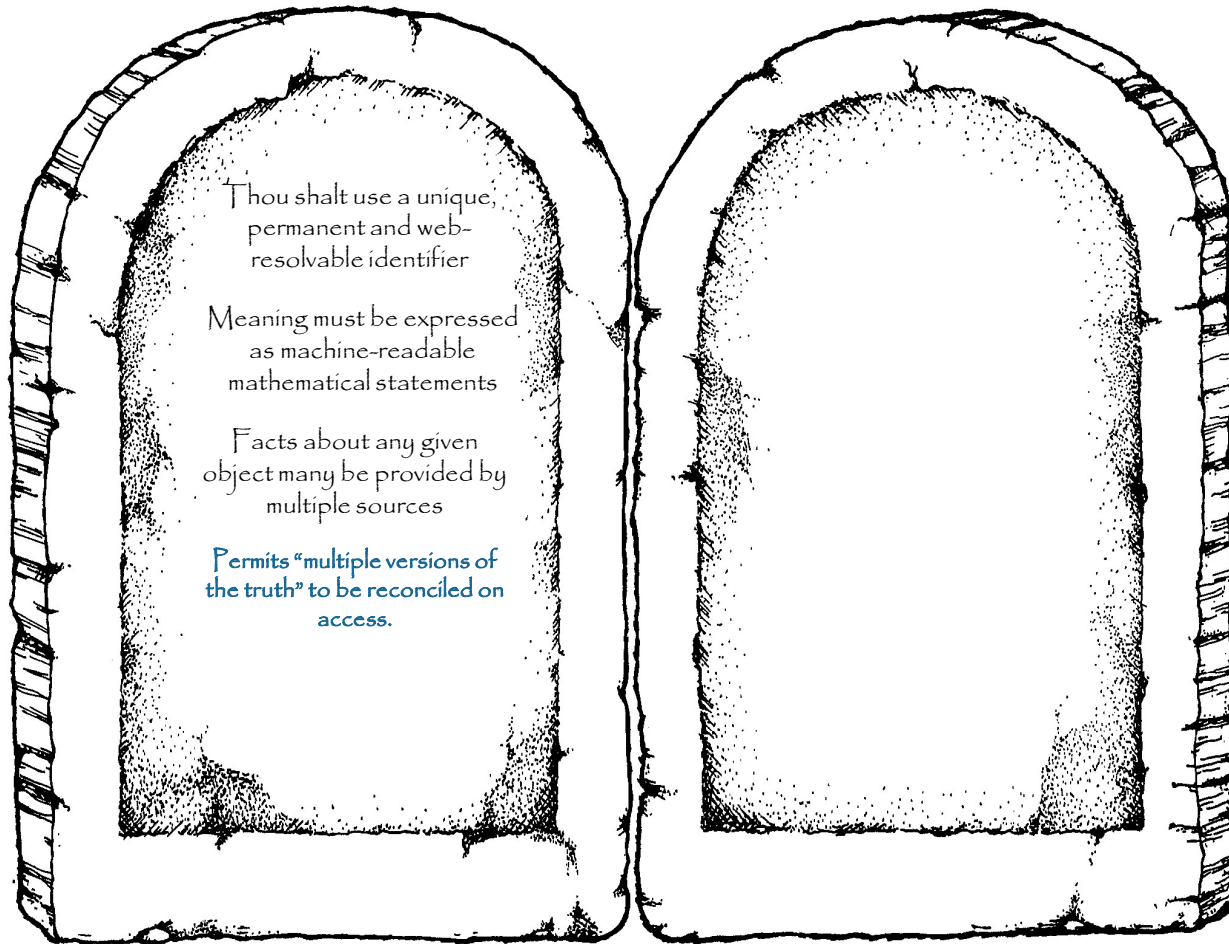 Thou shalt use a unique,
permanent and web-
resolvable identifier
Meaning must be expressed
as machine-readable
mathematical statements
Facts about any given
object many be provided by
multiple sources
Permits “multiple versions of
the truth” to be reconciled on
access.